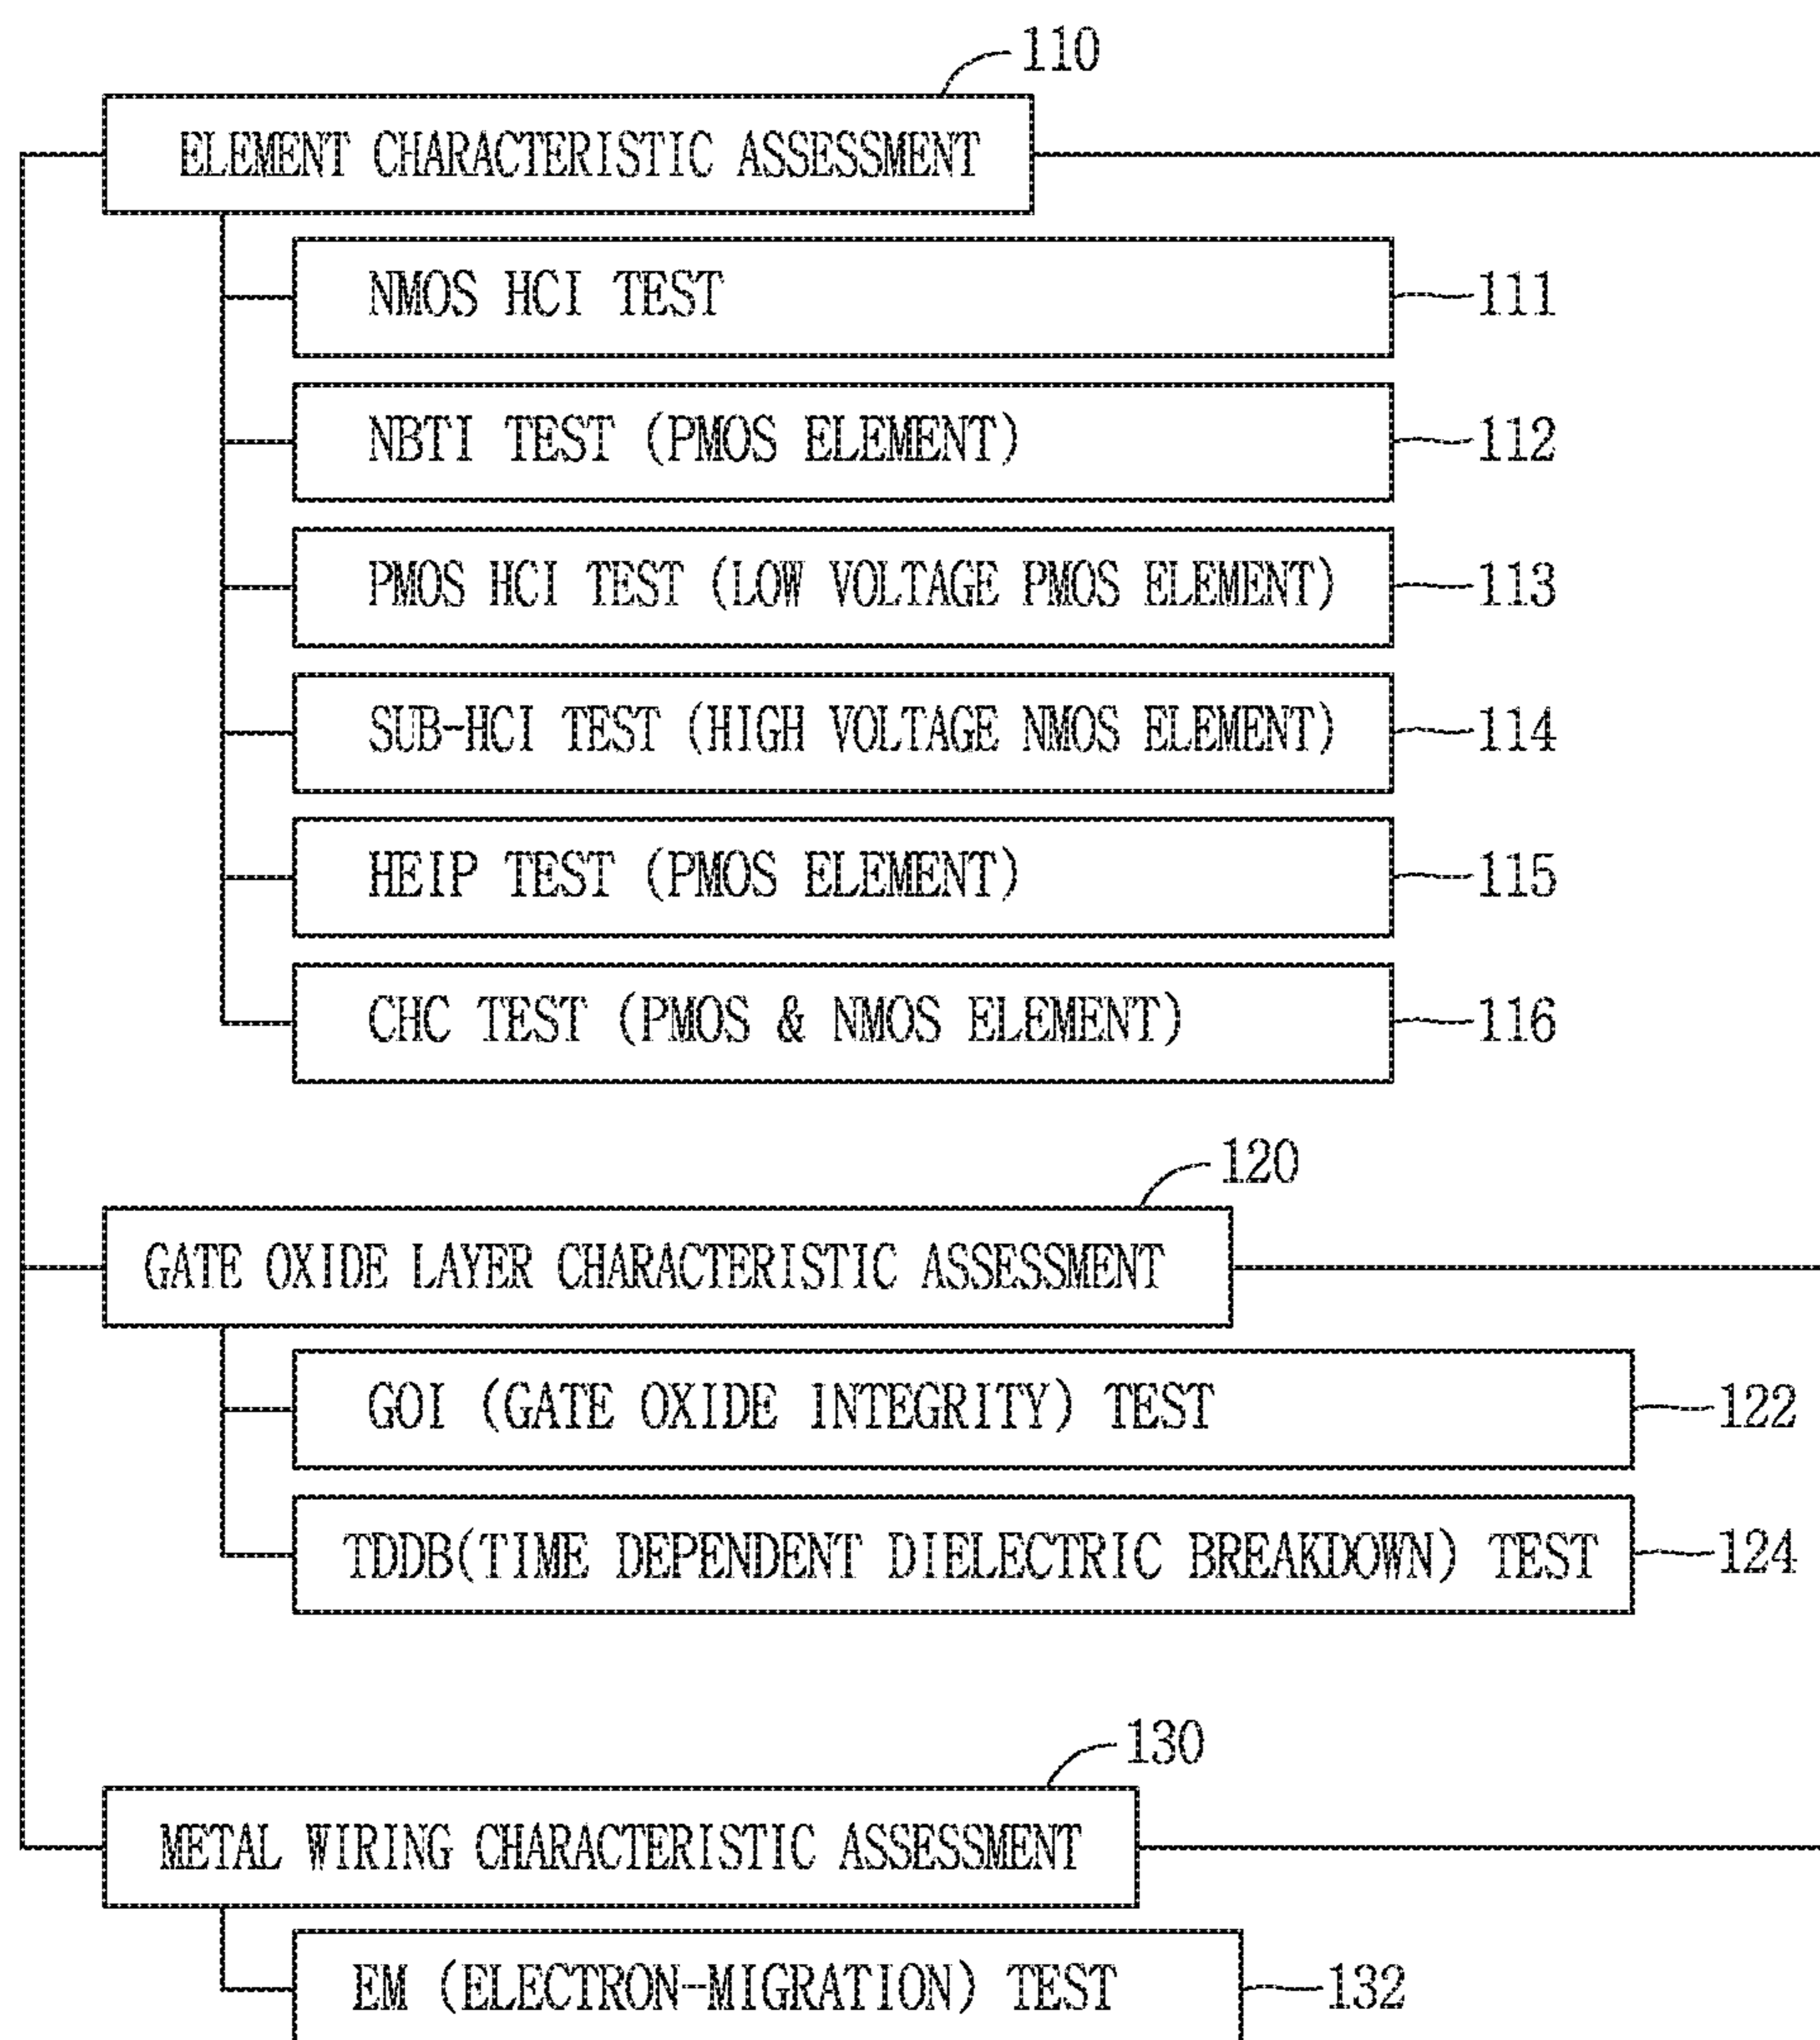 110
ELEMENT CHARACTERISTIC ASSESSMENT
NMOS HCI TEST 111
NBTI TEST (PMOS ELEMENT) 112
PMOS HCI TEST (LOW VOLTAGE PMOS ELEMENT) 113
SUB-HCI TEST (HIGH VOLTAGE NMOS ELEMENT) 114
HEIP TEST (PMOS ELEMENT) 115
CHC TEST (PMOS & NMOS ELEMENT) 116
120
GATE OXIDE LAYER CHARACTERISTIC ASSESSMENT
GOI (GATE OXIDE INTEGRITY) TEST 122
TDDB(TIME DEPENDENT DIELECTRIC BREAKDOWN) TEST 124
130
METAL WIRING CHARACTERISTIC ASSESSMENT
EM (ELECTRON-MIGRATION) TEST 132